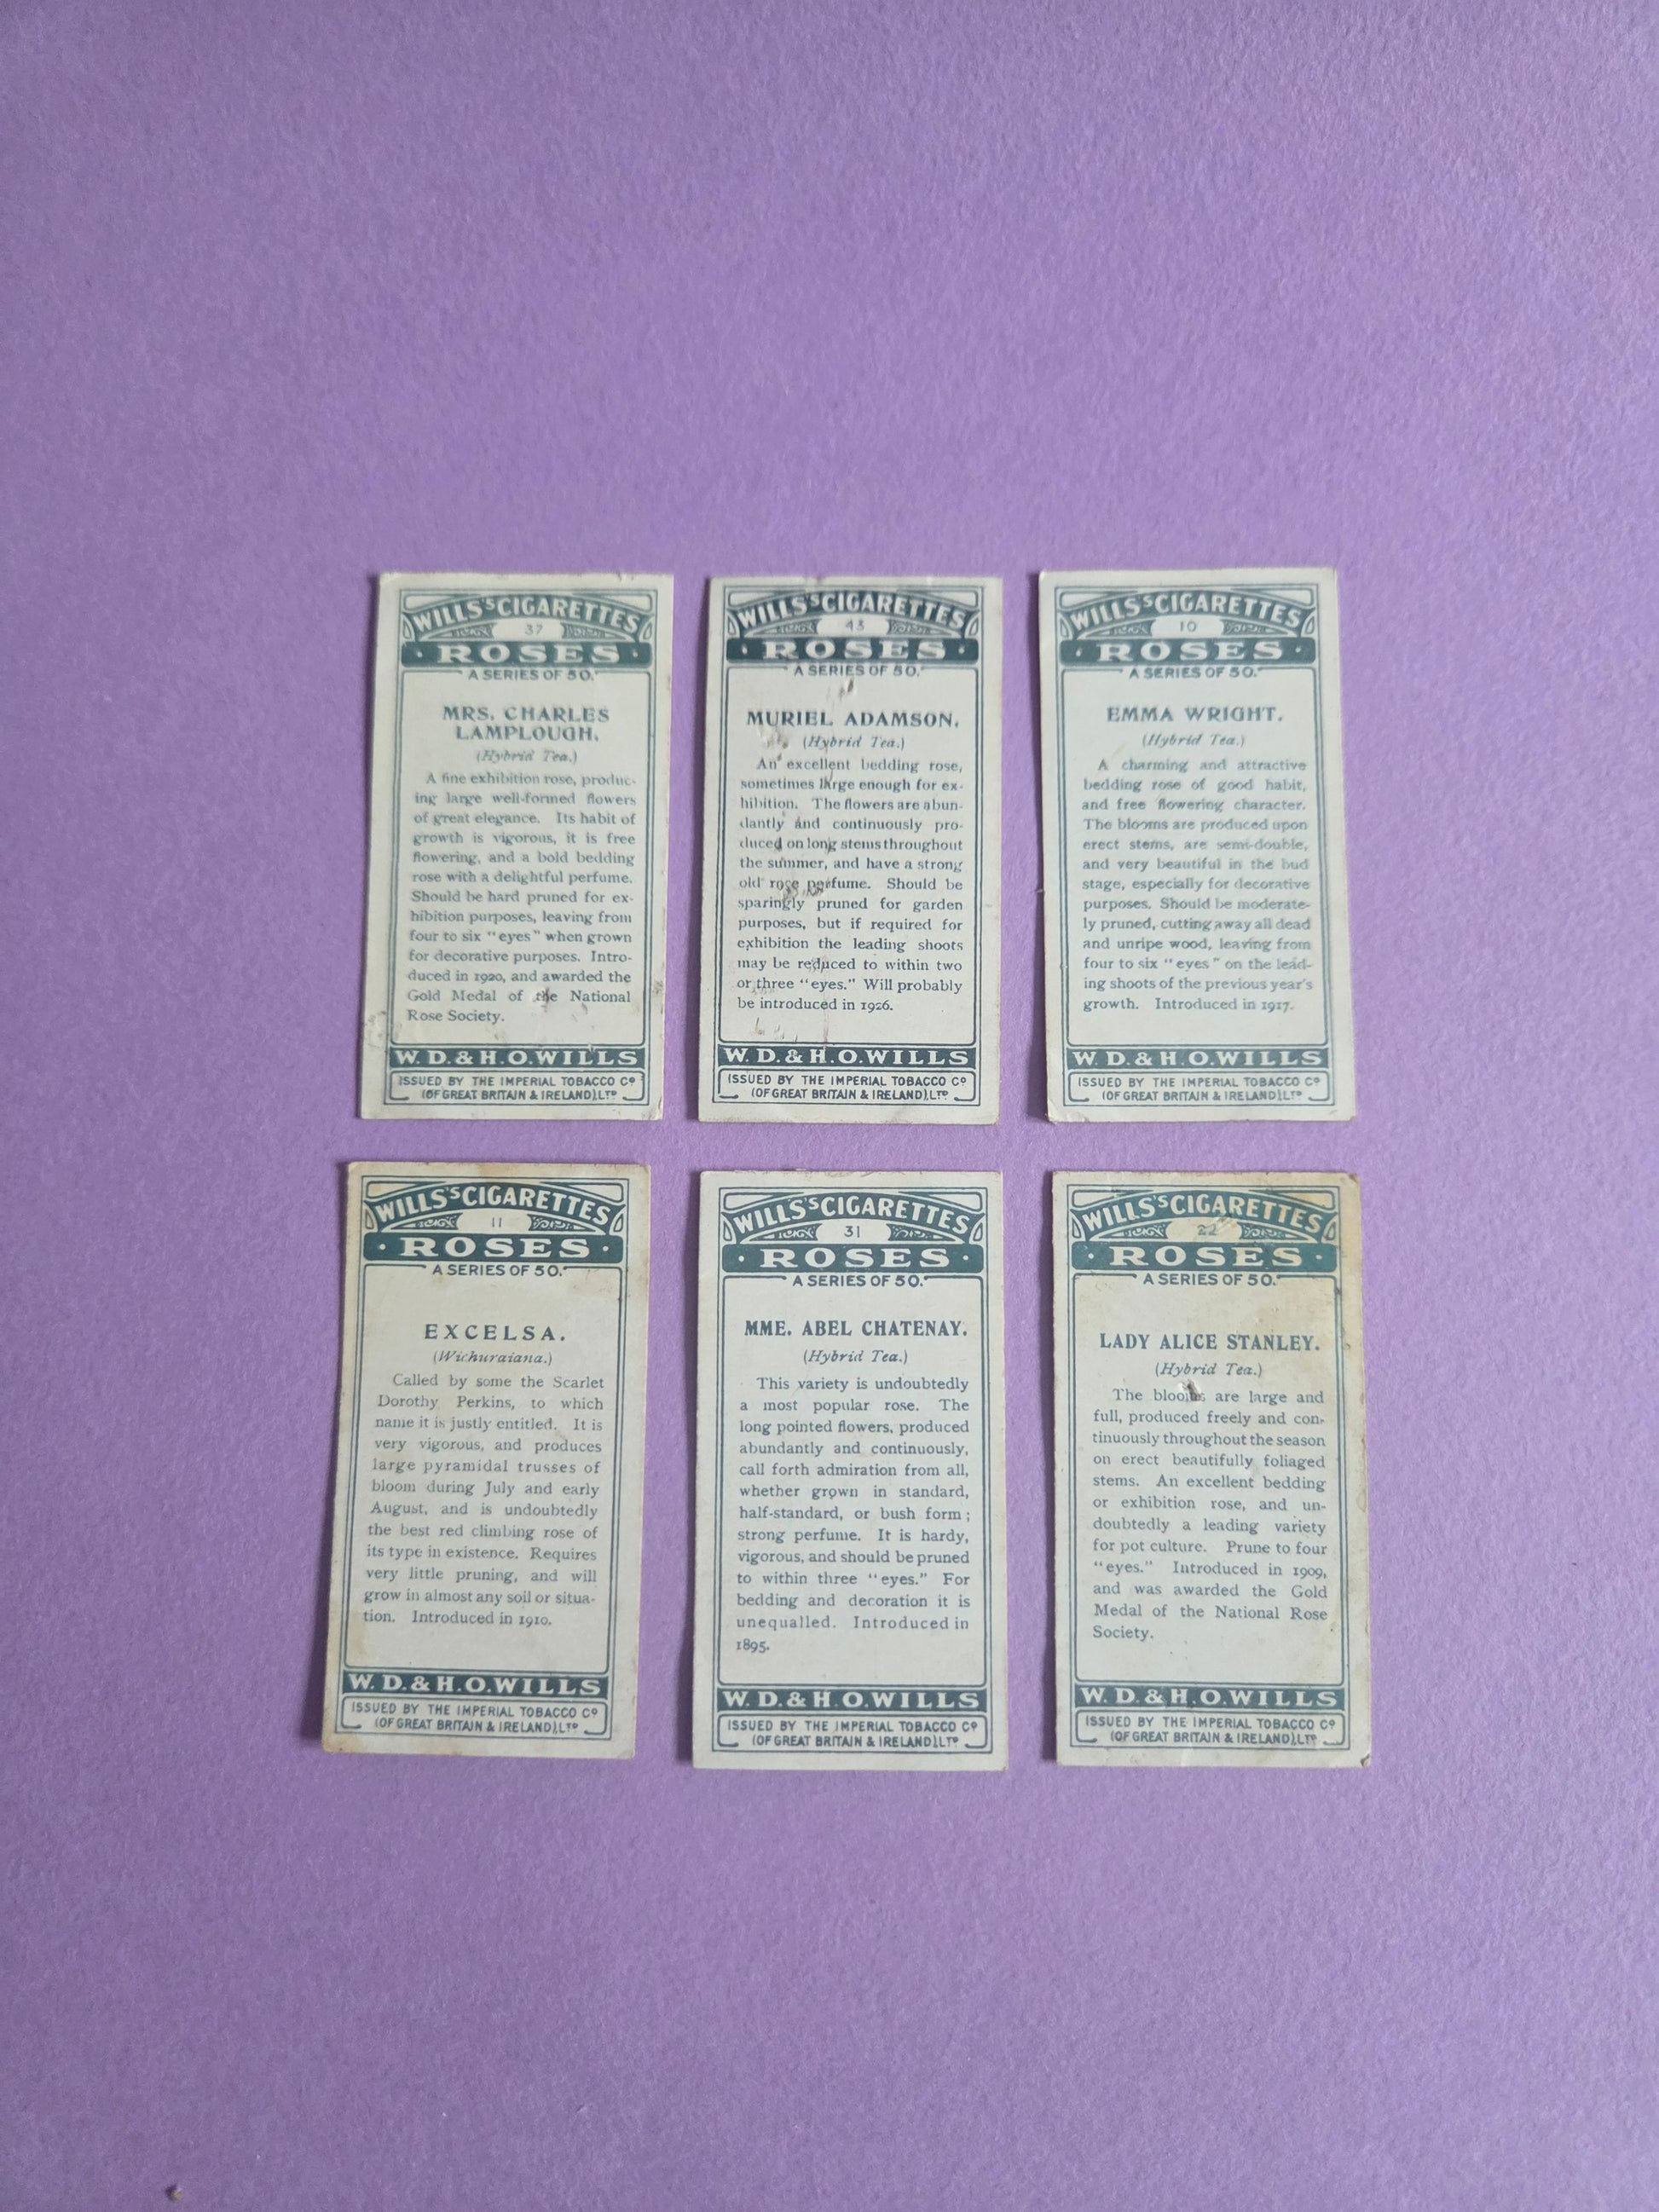 WILLS'S CIGARETTES
37
· ROSES ·
A SERIES OF 50.
MRS. CHARLES
LAMPLOUGH.
(Hybrid Tea.)
A fine exhibition rose, produc-
ing large well-formed flowers
of great elegance. Its habit of
growth is vigorous, it is free
flowering, and a bold bedding
rose with a delightful perfume.
Should be hard pruned for ex-
hibition purposes, leaving from
four to six "eyes" when grown
for decorative purposes. Intro-
duced in 1920, and awarded the
Gold Medal of the National
Rose Society.
W. D. & H. O. WILLS
ISSUED BY THE IMPERIAL TOBACCO Co
(OF GREAT BRITAIN & IRELAND), LTD
WILLS'S CIGARETTES
43
· ROSES ·
A SERIES OF 50.
MURIEL ADAMSON.
(Hybrid Tea.)
An excellent bedding rose,
sometimes large enough for ex-
hibition. The flowers are abun-
dantly and continuously pro-
duced on long stems throughout
the summer, and have a strong
old rose perfume. Should be
sparingly pruned for garden
purposes, but if required for
exhibition the leading shoots
may be reduced to within two
or three "eyes." Will probably
be introduced in 1926.
W. D. & H. O. WILLS
ISSUED BY THE IMPERIAL TOBACCO Co
(OF GREAT BRITAIN & IRELAND), LTD
WILLS'S CIGARETTES
10
· ROSES ·
A SERIES OF 50.
EMMA WRIGHT.
(Hybrid Tea.)
A charming and attractive
bedding rose of good habit,
and free flowering character.
The blooms are produced upon
erect stems, are semi-double,
and very beautiful in the bud
stage, especially for decorative
purposes. Should be moderate-
ly pruned, cutting away all dead
and unripe wood, leaving from
four to six "eyes" on the lead-
ing shoots of the previous year's
growth. Introduced in 1917.
W. D. & H. O. WILLS
ISSUED BY THE IMPERIAL TOBACCO Co
(OF GREAT BRITAIN & IRELAND), LTD
WILLS'S CIGARETTES
11
· ROSES ·
A SERIES OF 50.
EXCELSA.
(Wichuraiana.)
Called by some the Scarlet
Dorothy Perkins, to which
name it is justly entitled. It is
very vigorous, and produces
large pyramidal trusses of
bloom during July and early
August, and is undoubtedly
the best red climbing rose of
its type in existence. Requires
very little pruning, and will
grow in almost any soil or situa-
tion. Introduced in 1910.
W. D. & H. O. WILLS
ISSUED BY THE IMPERIAL TOBACCO Co
(OF GREAT BRITAIN & IRELAND), LTD
WILLS'S CIGARETTES
31
· ROSES ·
A SERIES OF 50.
MME. ABEL CHATENAY.
(Hybrid Tea.)
This variety is undoubtedly
a most popular rose. The
long pointed flowers, produced
abundantly and continuously,
call forth admiration from all,
whether grown in standard,
half-standard, or bush form;
strong perfume. It is hardy,
vigorous, and should be pruned
to within three "eyes." For
bedding and decoration it is
unequalled. Introduced in
1895.
W. D. & H. O. WILLS
ISSUED BY THE IMPERIAL TOBACCO Co
(OF GREAT BRITAIN & IRELAND), LTD
WILLS'S CIGARETTES
22
· ROSES ·
A SERIES OF 50.
LADY ALICE STANLEY.
(Hybrid Tea.)
The blooms are large and
full, produced freely and con-
tinuously throughout the season
on erect beautifully foliaged
stems. An excellent bedding
or exhibition rose, and un-
doubtedly a leading variety
for pot culture. Prune to four
"eyes." Introduced in 1909,
and was awarded the Gold
Medal of the National Rose
Society.
W. D. & H. O. WILLS
ISSUED BY THE IMPERIAL TOBACCO Co
(OF GREAT BRITAIN & IRELAND), LTD